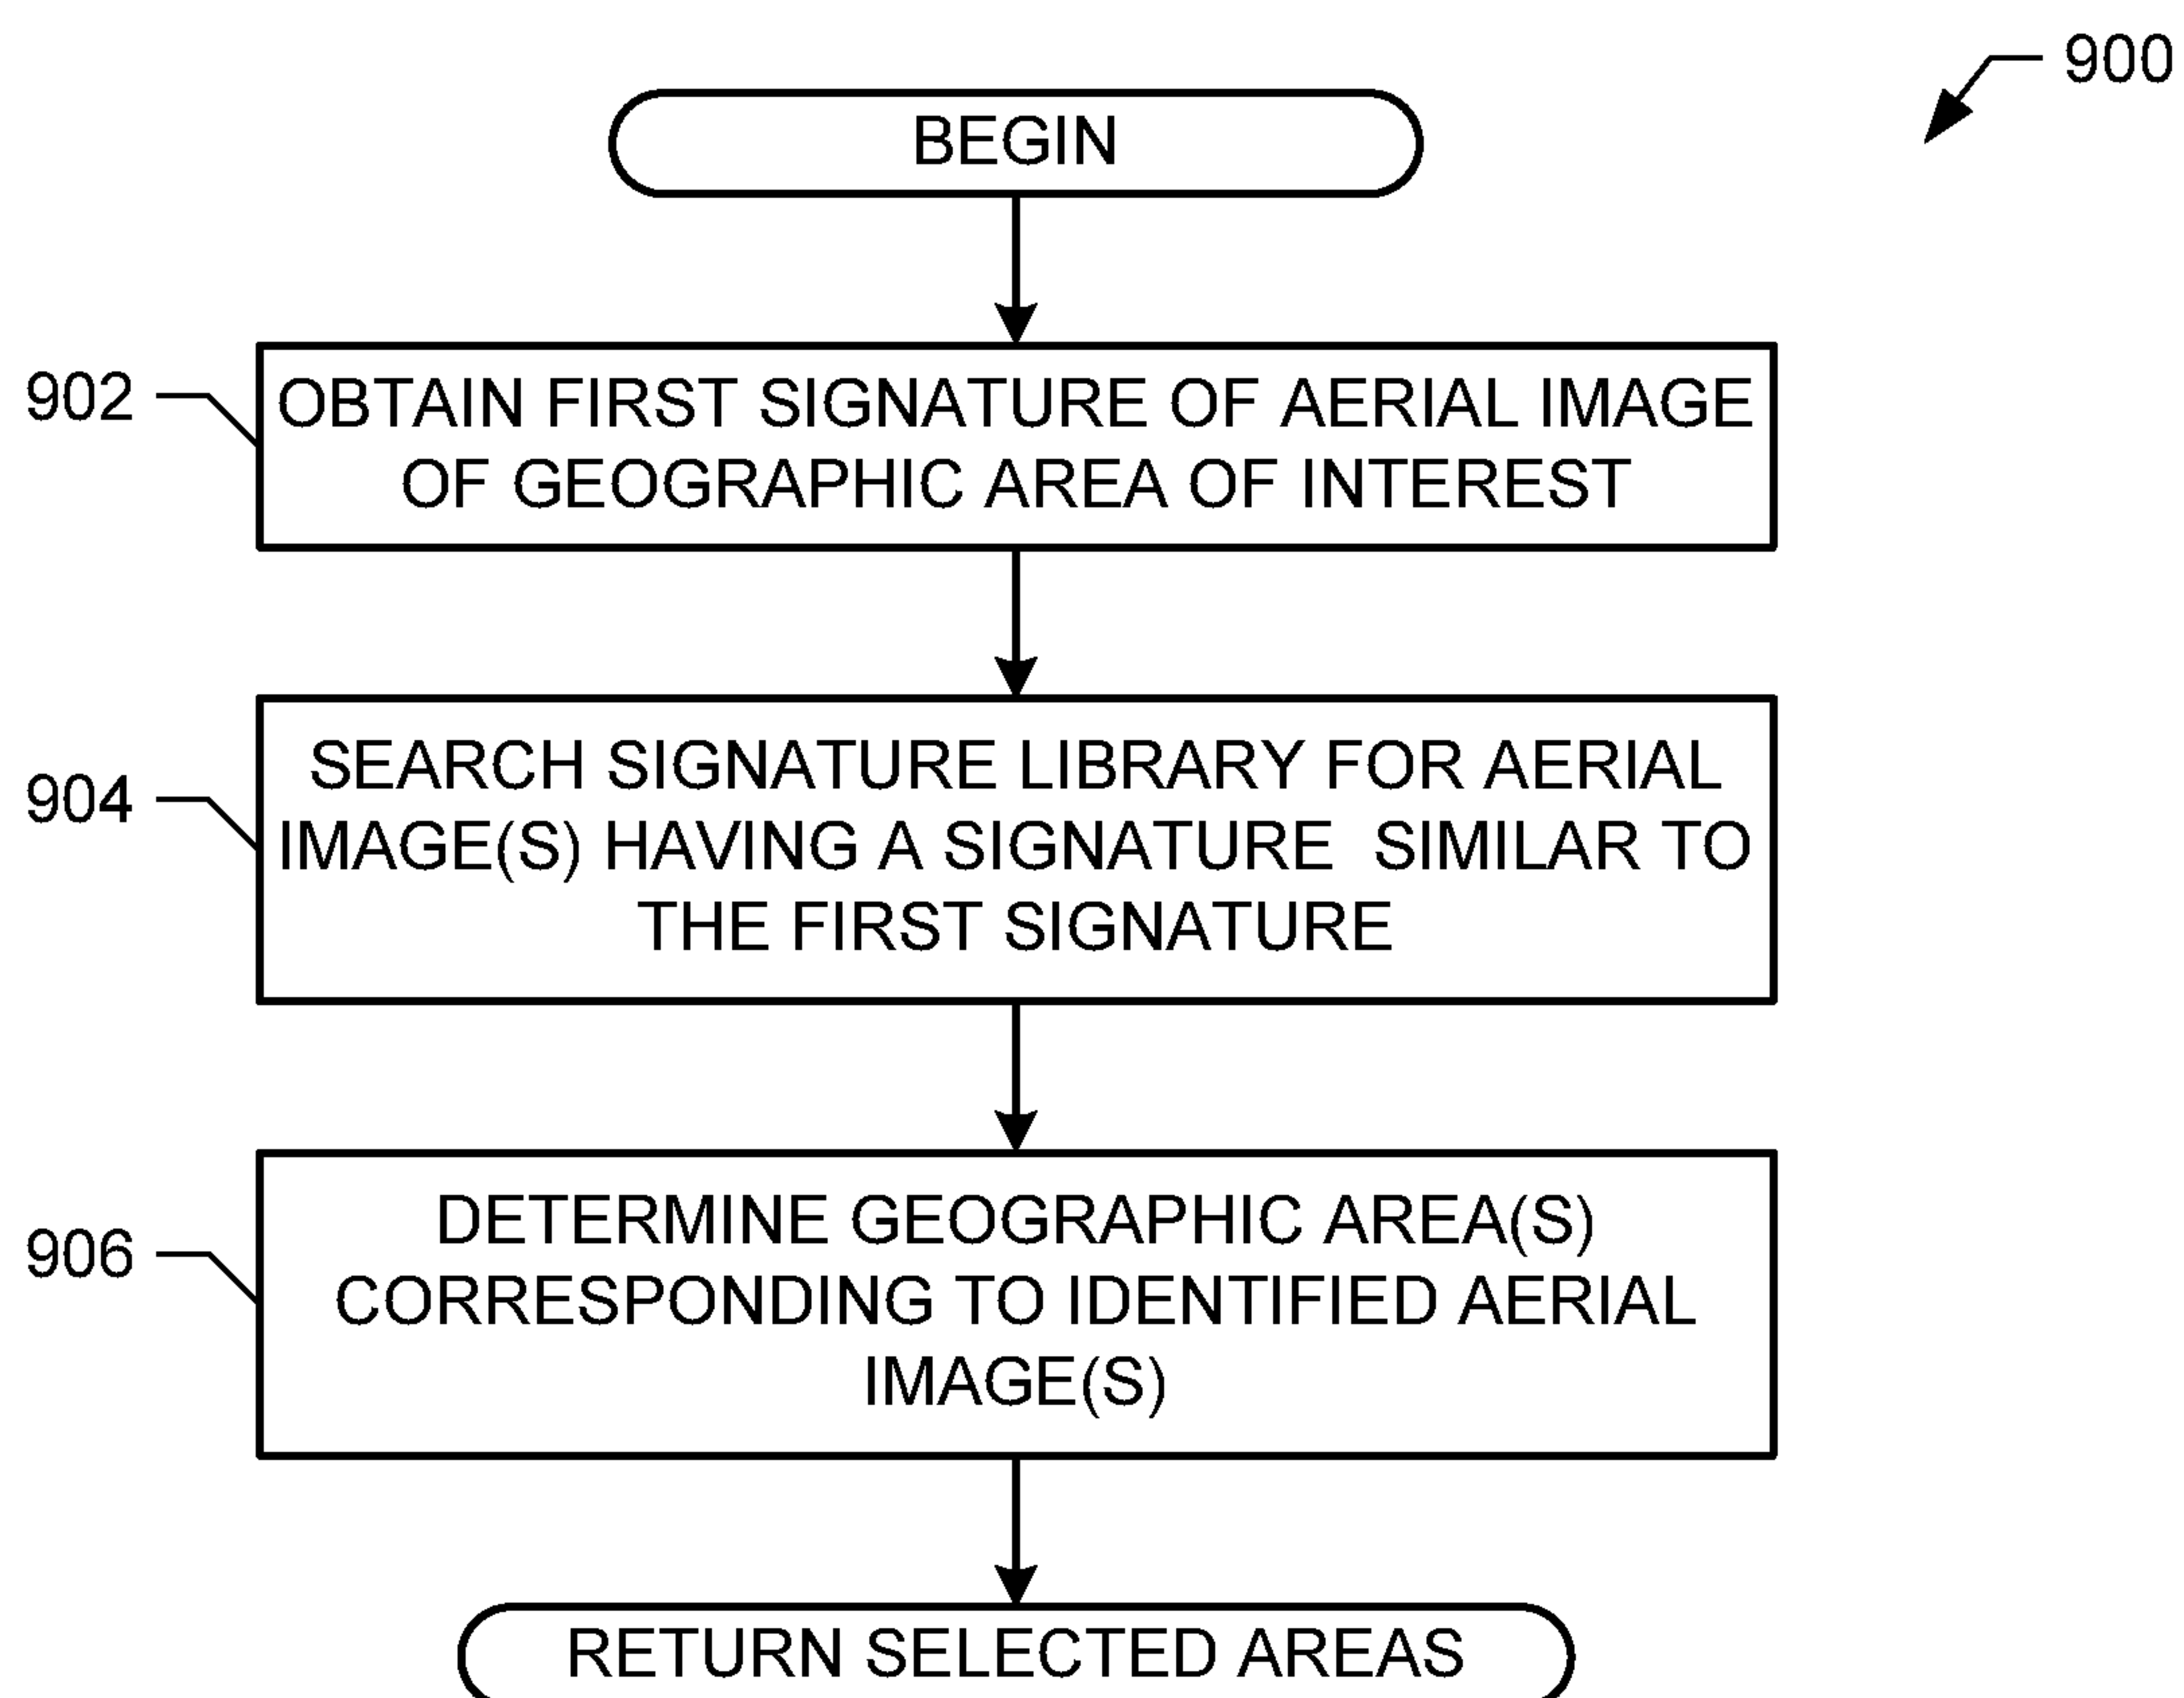 900
BEGIN
902
OBTAIN FIRST SIGNATURE OF AERIAL IMAGE
OF GEOGRAPHIC AREA OF INTEREST
904
SEARCH SIGNATURE LIBRARY FOR AERIAL
IMAGE(S) HAVING A SIGNATURE SIMILAR TO
THE FIRST SIGNATURE
906
DETERMINE GEOGRAPHIC AREA(S)
CORRESPONDING TO IDENTIFIED AERIAL
IMAGE(S)
RETURN SELECTED AREAS